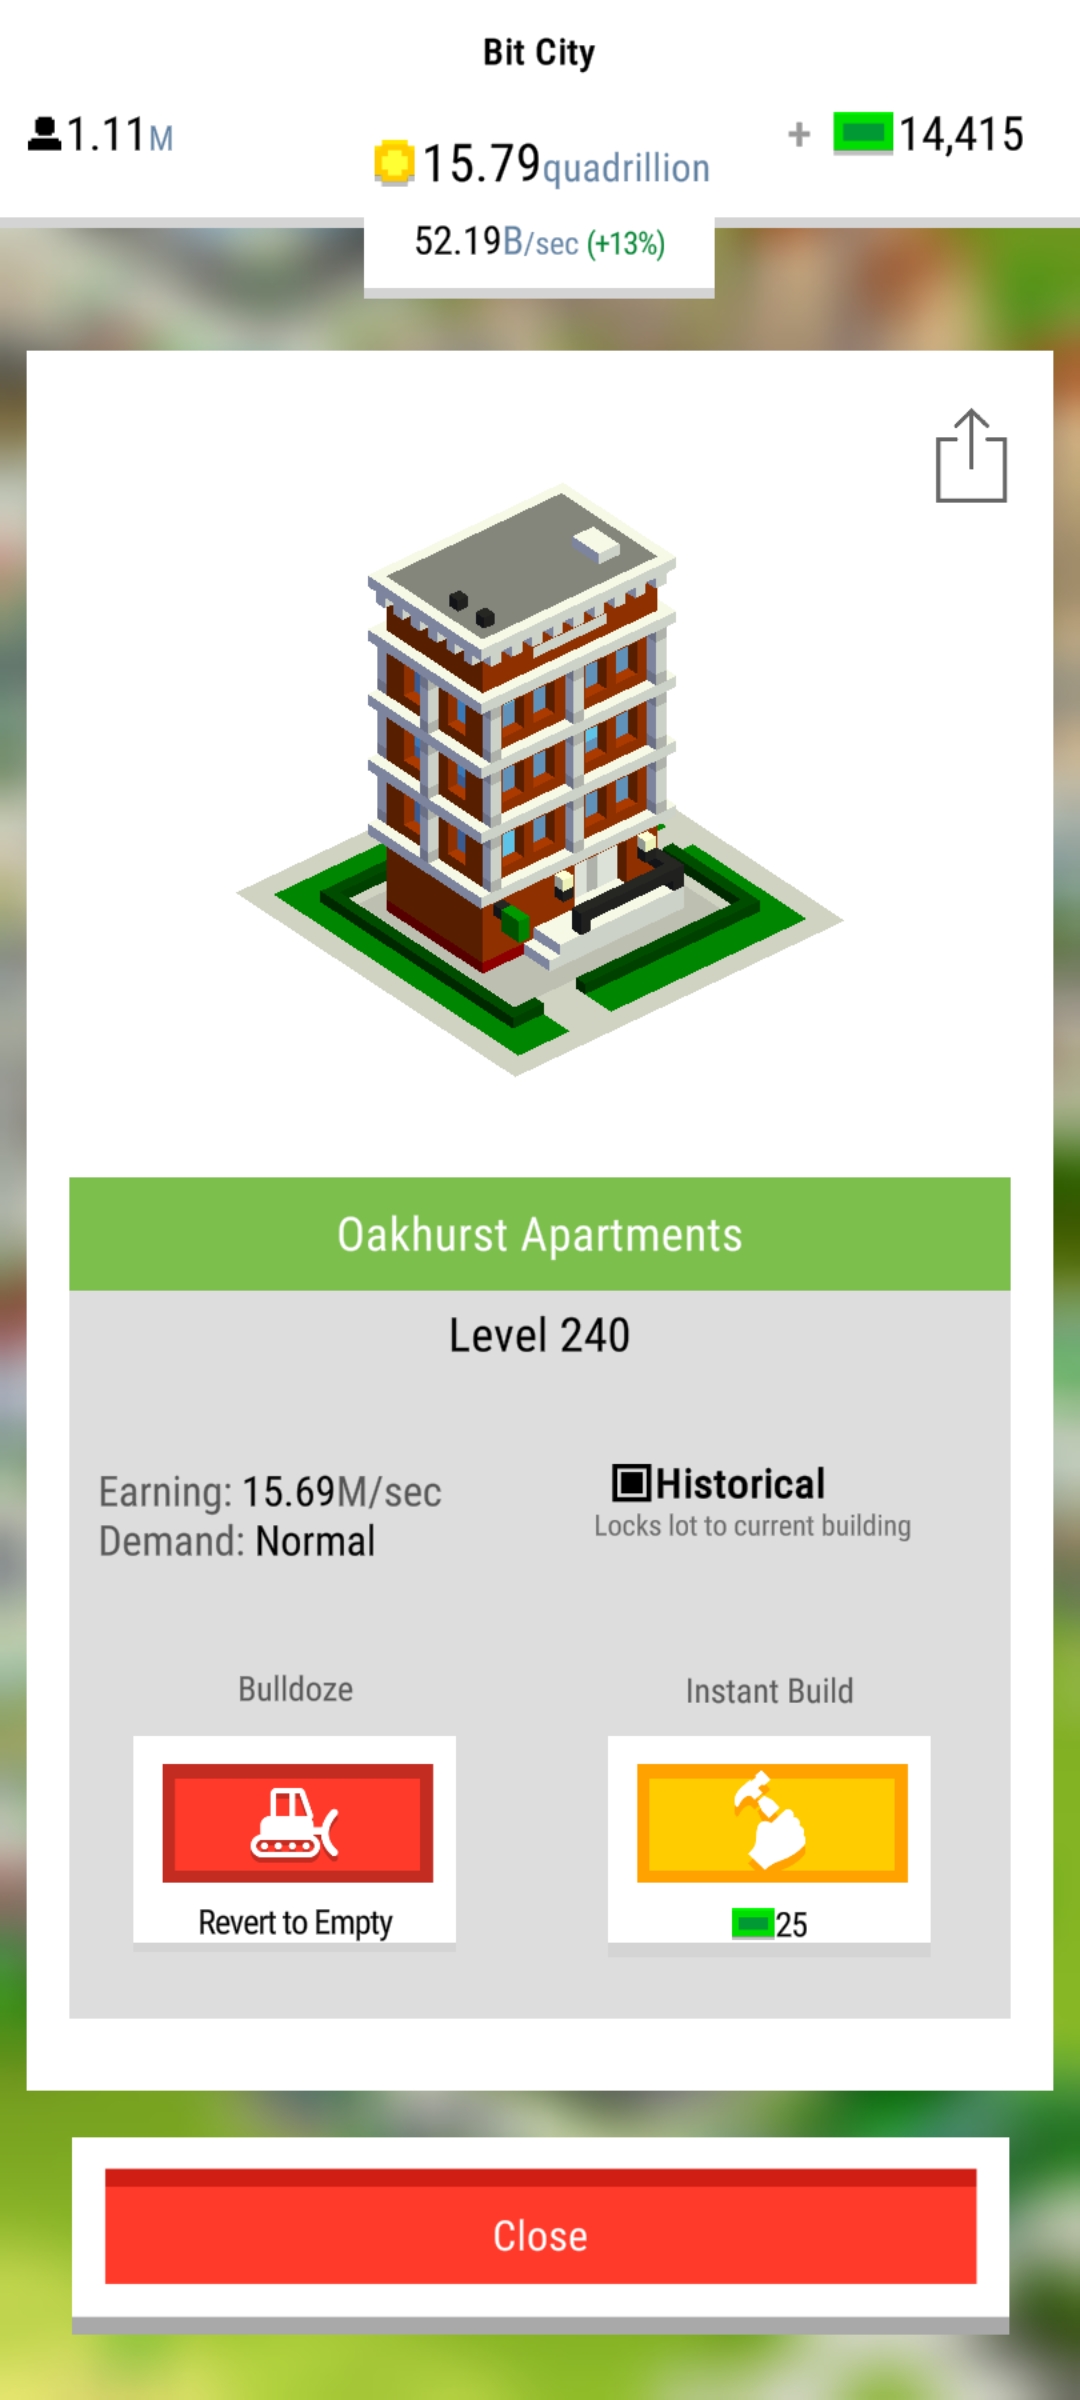 Bit City
1.11M
15.79quadrillion
+ 14,415
52.19B/sec (+13%)
Oakhurst Apartments
Level 240
Earning: 15.69M/sec
Demand: Normal
Historical
Locks lot to current building
Bulldoze
Revert to Empty
Instant Build
25
Close